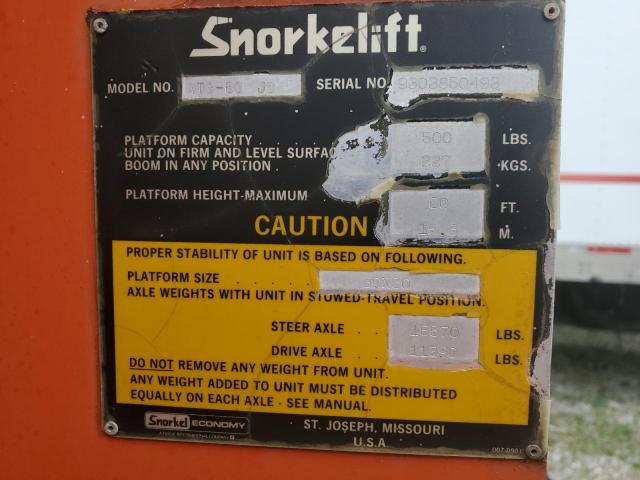 Snorkelift®
MODEL NO. SERIAL NO.
PLATFORM CAPACITY 500 LBS.
UNIT ON FIRM AND LEVEL SURFAC
BOOM IN ANY POSITION . KGS.
PLATFORM HEIGHT-MAXIMUM 60 FT.
M.
CAUTION
PROPER STABILITY OF UNIT IS BASED ON FOLLOWING.
PLATFORM SIZE
AXLE WEIGHTS WITH UNIT IN STOWED-TRAVEL POSITION.
STEER AXLE . . . LBS.
DRIVE AXLE . . . LBS.
DO NOT REMOVE ANY WEIGHT FROM UNIT.
ANY WEIGHT ADDED TO UNIT MUST BE DISTRIBUTED
EQUALLY ON EACH AXLE - SEE MANUAL.
Snorkel ECONOMY
ST. JOSEPH, MISSOURI
U.S.A.